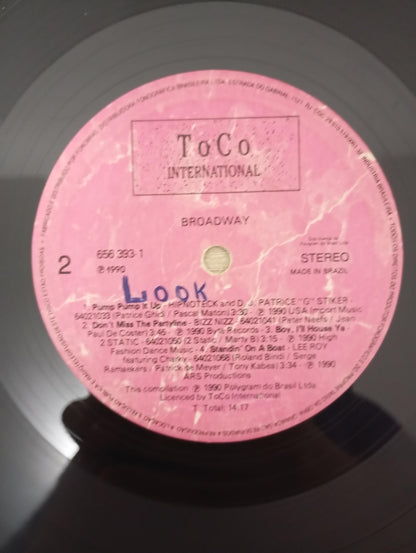 ToCo
INTERNATIONAL
BROADWAY
2
656 393-1
℗ 1990
STEREO
MADE IN BRAZIL
LOOK
1. Pump Pump It Up - HIPNOTECK and D. J. PATRICE "G" STIKER -
64021033 (Patrice Ghici / Pascal Maton) 3:30 - ℗ 1990 USA Import Music
2. Don't Miss The Partyline - BIZZ NIZZ - 64021041 (Peter Neefs / Jean
Paul De Coster) 3:45 - ℗ 1990 Byte Records - 3. Boy, I'll House Ya -
2 STATIC - 64021050 (2 Static / Marty B) 3:15 - ℗ 1990 High
Fashion Dance Music - 4. Standin' On A Boat - LEE ROY
featuring Charley - 64021068 (Roland Bindi / Serge
Ramaekers / Patrick de Meyer / Tony Kabes) 3:34 - ℗ 1990
ARS Productions
This compilation ℗ 1990 Polygram do Brasil Ltda
Licenced by ToCo International
T. Total: 14.17